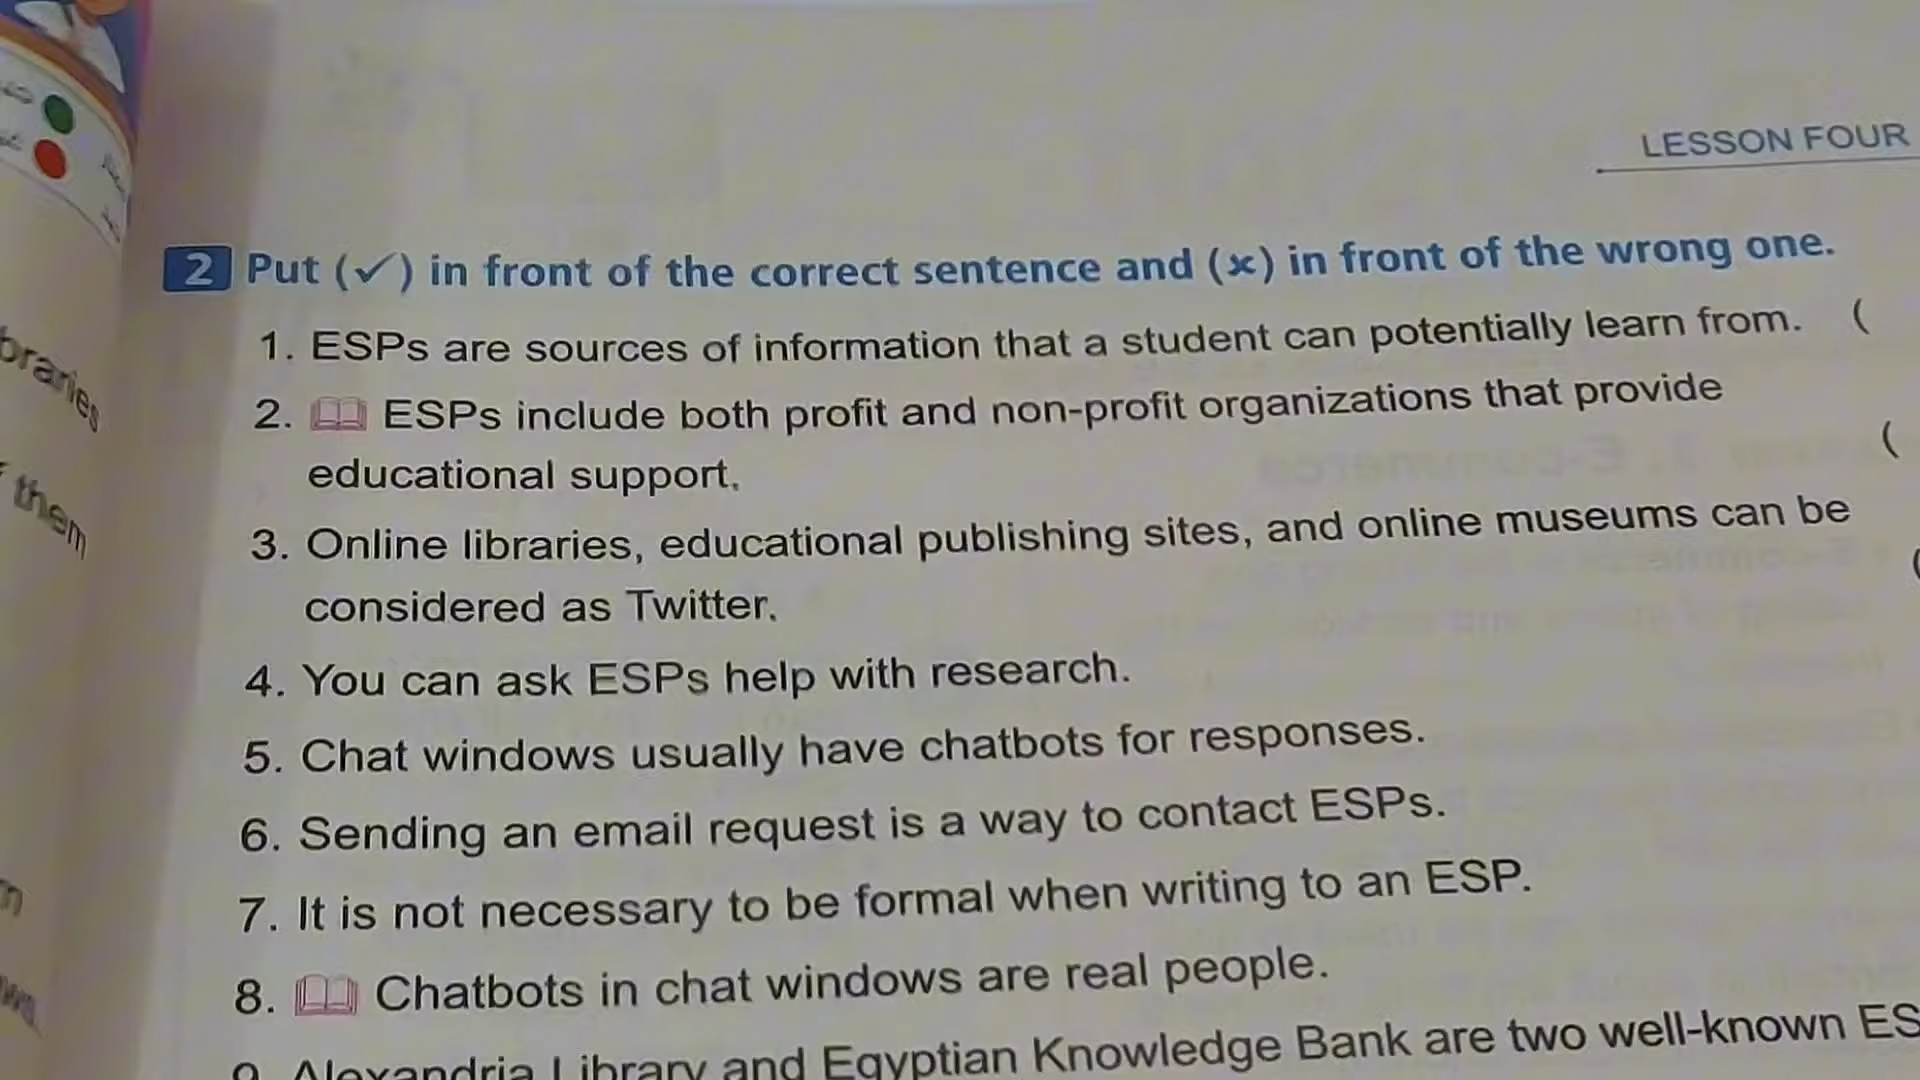 LESSON FOUR
2 Put (✓) in front of the correct sentence and (×) in front of the wrong one.
1. ESPs are sources of information that a student can potentially learn from. (
2. ESPs include both profit and non-profit organizations that provide
educational support. (
3. Online libraries, educational publishing sites, and online museums can be
considered as Twitter. (
4. You can ask ESPs help with research.
5. Chat windows usually have chatbots for responses.
6. Sending an email request is a way to contact ESPs.
7. It is not necessary to be formal when writing to an ESP.
8. Chatbots in chat windows are real people.
9. Alexandria Library and Egyptian Knowledge Bank are two well-known ES
braries
them